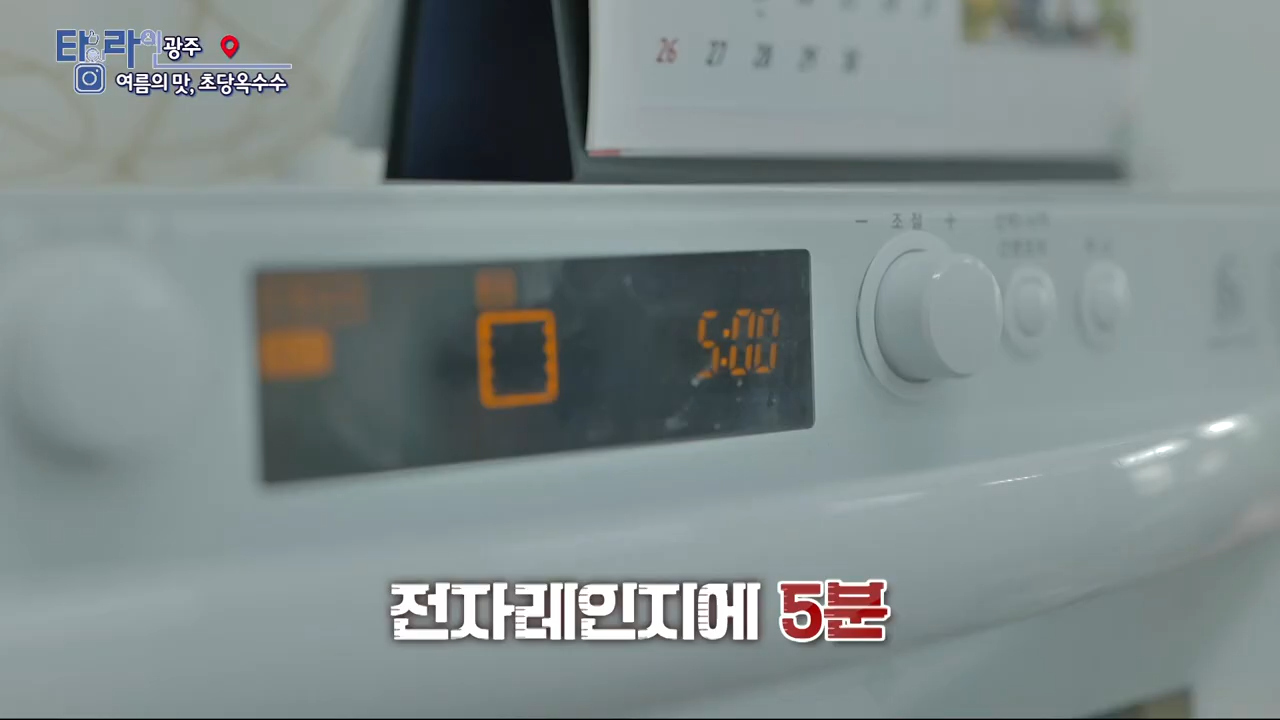 타라의 광주
여름의 맛, 초당옥수수
26 27 28 29 30
- 조절 +
5:00
전자레인지에 5분